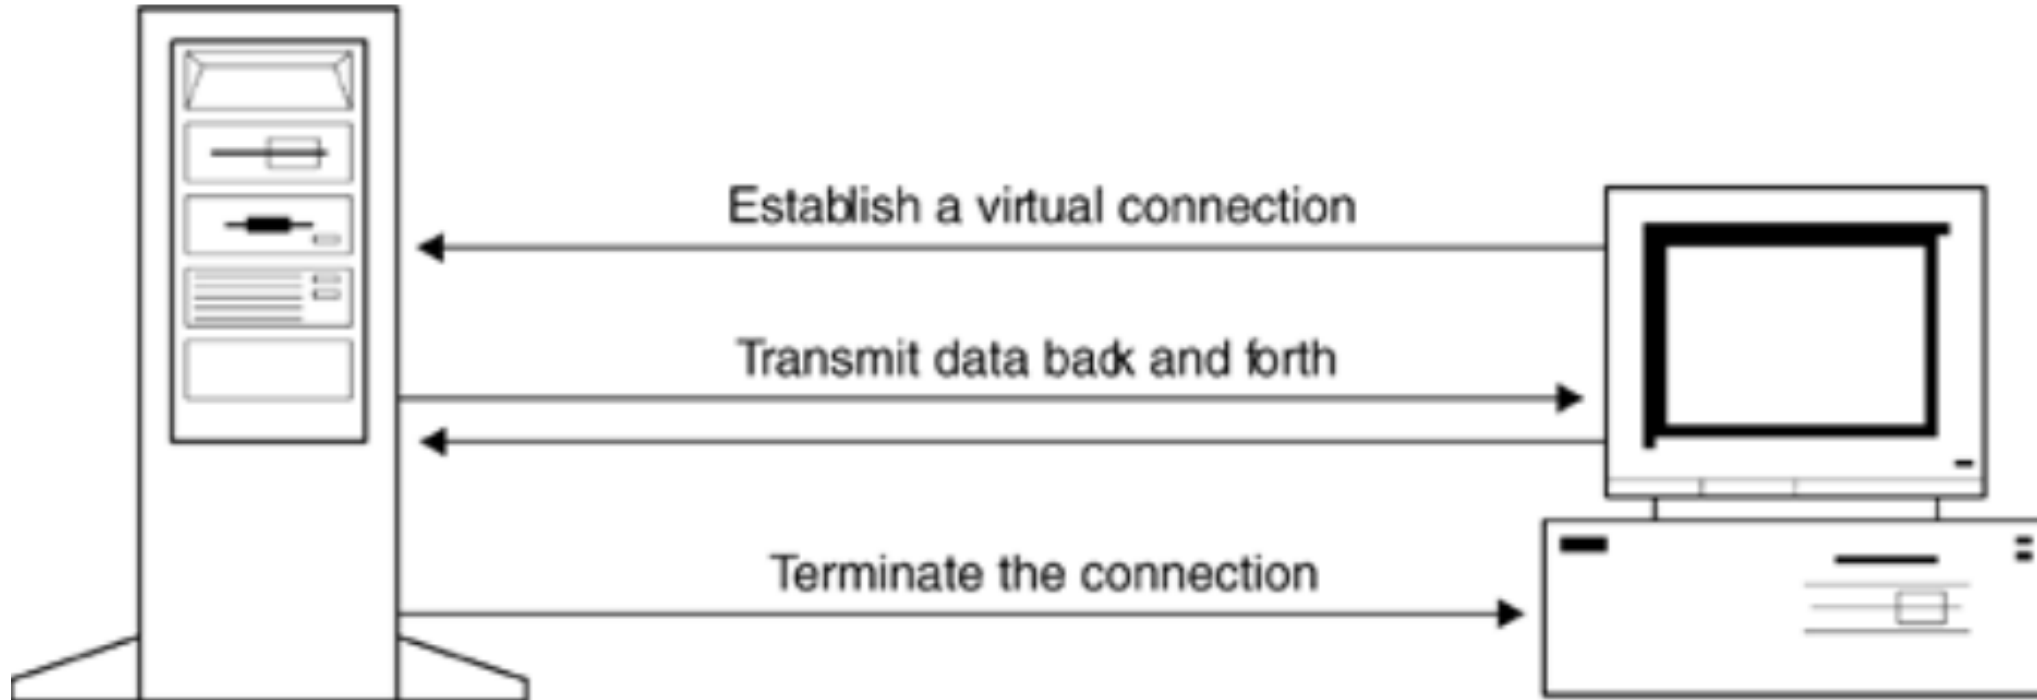 Establish a virtual connection
Transmit data back and forth
Terminate the connection